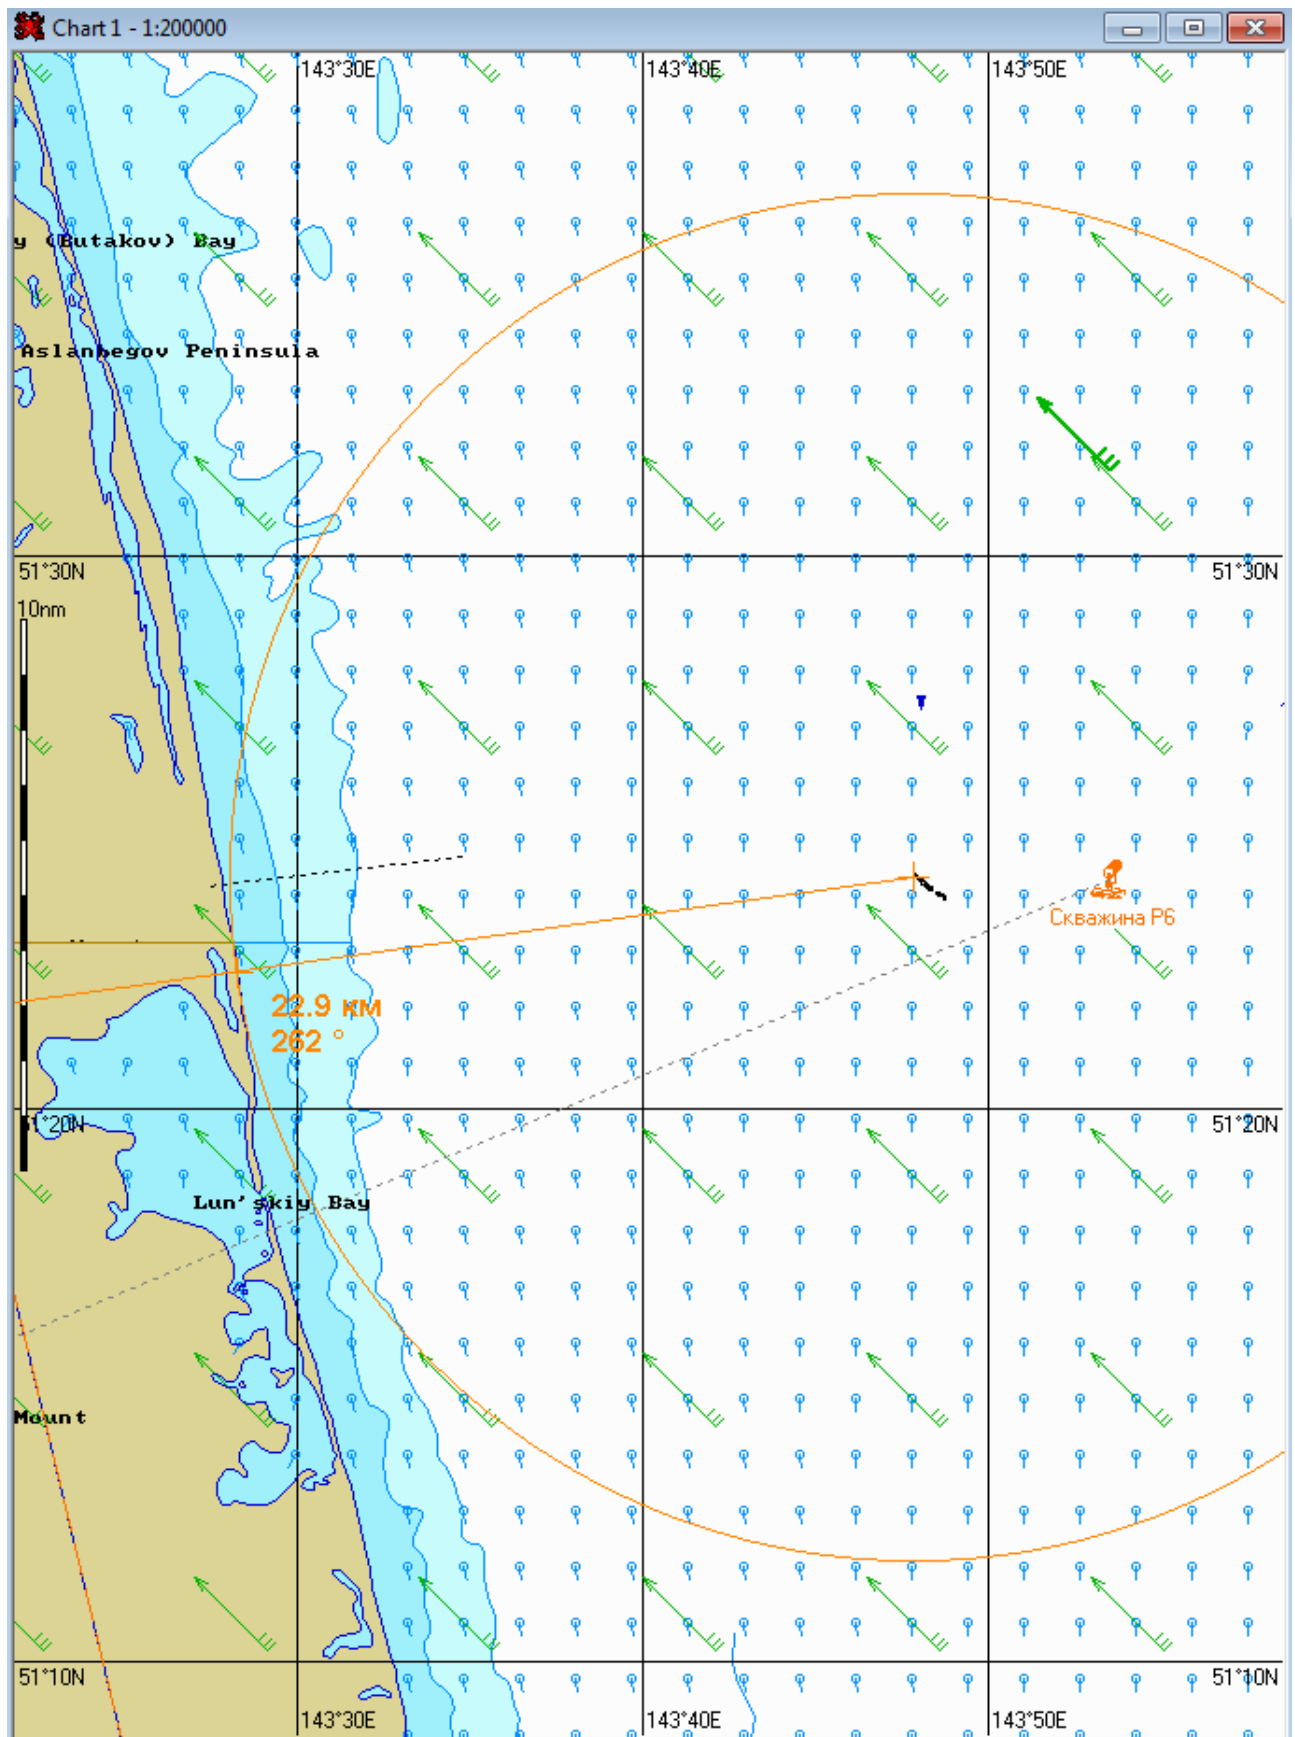 Chart 1 - 1:200000
143°30E
143°40E
143°50E
y (Butakov) Bay
Aslanbegov Peninsula
51°30N
51°30N
10nm
Скважина P6
22.9 км
262 °
51°20N
51°20N
Lun'skiy Bay
Mount
51°10N
51°10N
143°30E
143°40E
143°50E